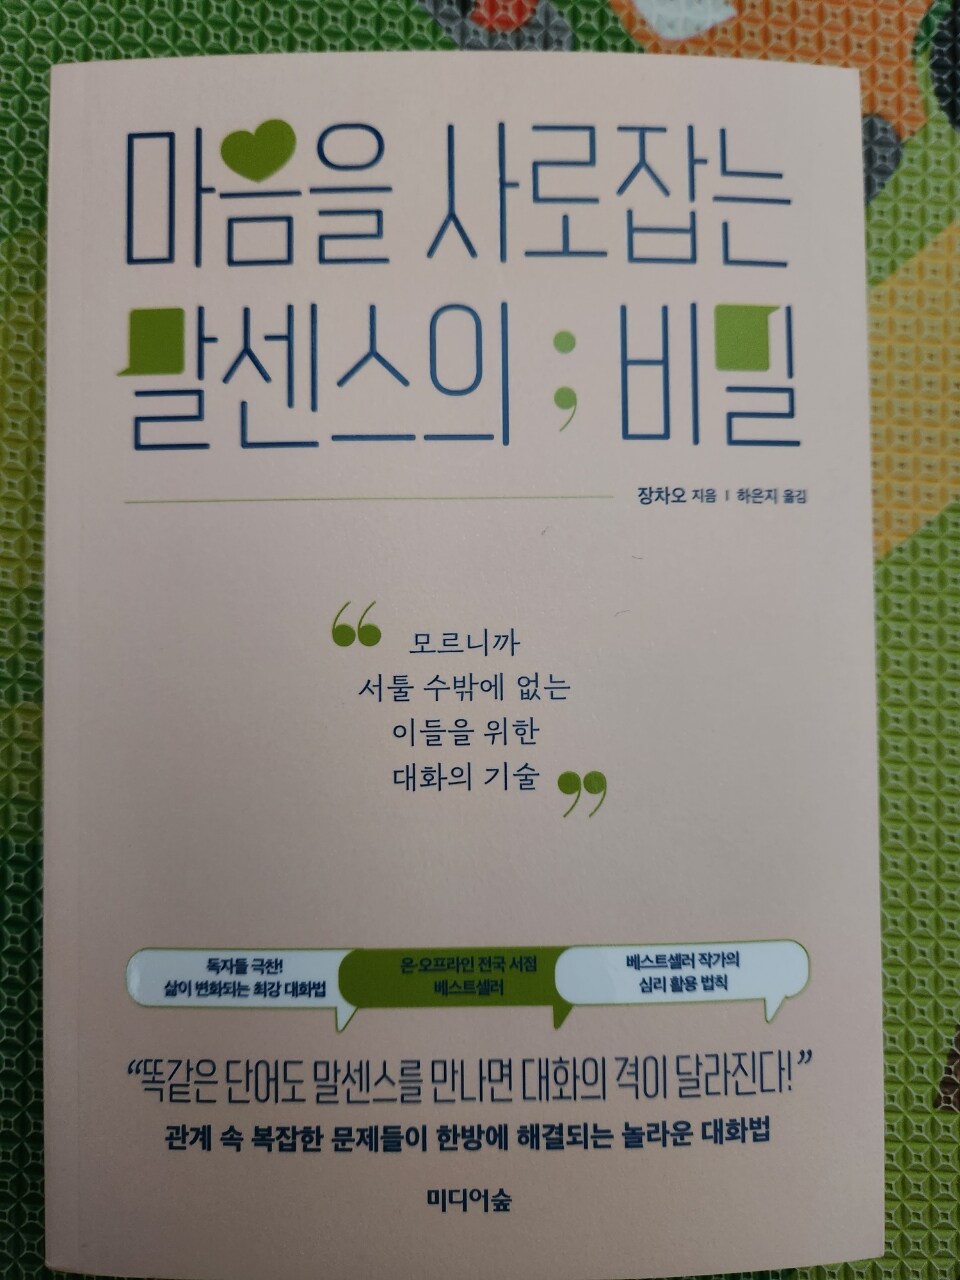 마음을 사로잡는
말센스의 ; 비밀
장차오 지음 | 하은지 옮김
“ 모르니까
서툴 수밖에 없는
이들을 위한
대화의 기술 ”
독자들 극찬!
삶이 변화되는 최강 대화법
온·오프라인 전국 서점
베스트셀러
베스트셀러 작가의
심리 활용 법칙
“똑같은 단어도 말센스를 만나면 대화의 격이 달라진다!”
관계 속 복잡한 문제들이 한방에 해결되는 놀라운 대화법
미디어숲